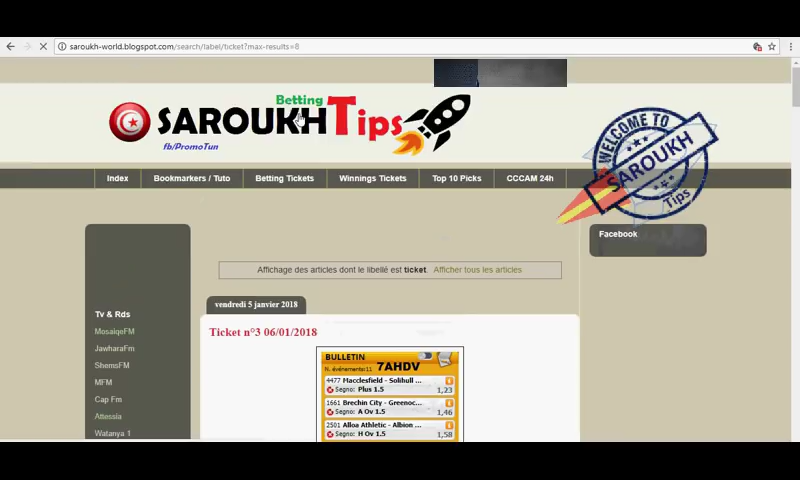 saroukh-world.blogspot.com/search/label/ticket?max-results=8
Betting
SAROUKH Tips
fb/PromoTun
WELCOME TO
SAROUKH
Tips
Index
Bookmarkers / Tuto
Betting Tickets
Winnings Tickets
Top 10 Picks
CCCAM 24h
Facebook
Affichage des articles dont le libellé est ticket. Afficher tous les articles
vendredi 5 janvier 2018
Tv & Rds
Ticket n°3 06/01/2018
MosaiqeFM
JawharaFm
ShemsFM
MFM
Cap Fm
Attessia
Watanya 1
BULLETIN
N. événements:11 7AHDV
4477 Macclesfield - Solihull ...
Segno: Plus 1.5 1,23
1661 Brechin City - Greenoc...
Segno: A Ov 1.5 1,46
2501 Alloa Athletic - Albion ...
Segno: H Ov 1.5 1,58